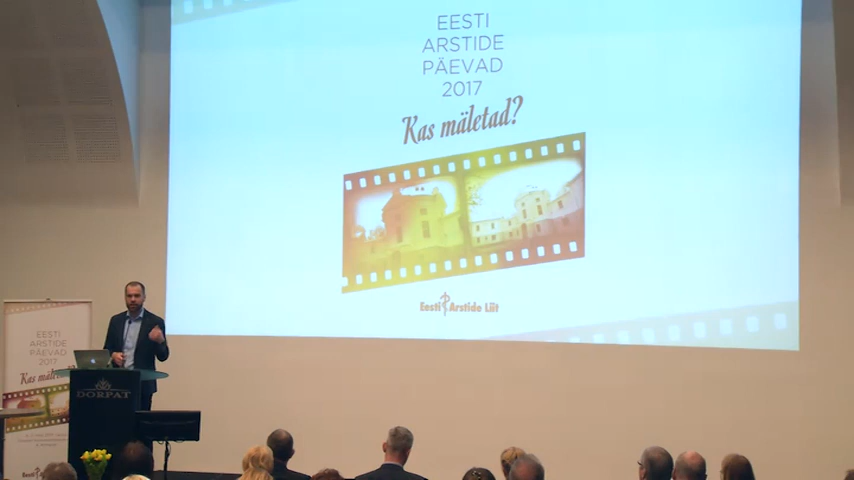 EESTI
ARSTIDE
PÄEVAD
2017
Kas mäletad?
Eesti Arstide Liit
EESTI
ARSTIDE
PÄEVAD
2017
Kas mäletad?
DORPAT